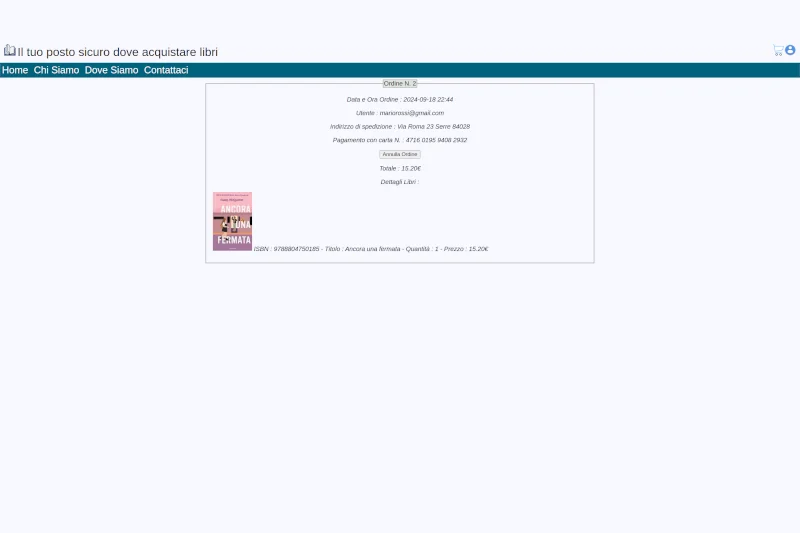 Il tuo posto sicuro dove acquistare libri
Home Chi Siamo Dove Siamo Contattaci
Ordine N. 2
Data e Ora Ordine : 2024-09-18 22:44
Utente : mariorossi@gmail.com
Indirizzo di spedizione : Via Roma 23 Serre 84028
Pagamento con carta N. : 4716 0195 9408 2932
Annulla Ordine
Totale : 15.20€
Dettagli Libri :
ANCORA
UNA
FERMATA
ISBN : 9788804750185 - Titolo : Ancora una fermata - Quantità : 1 - Prezzo : 15.20€